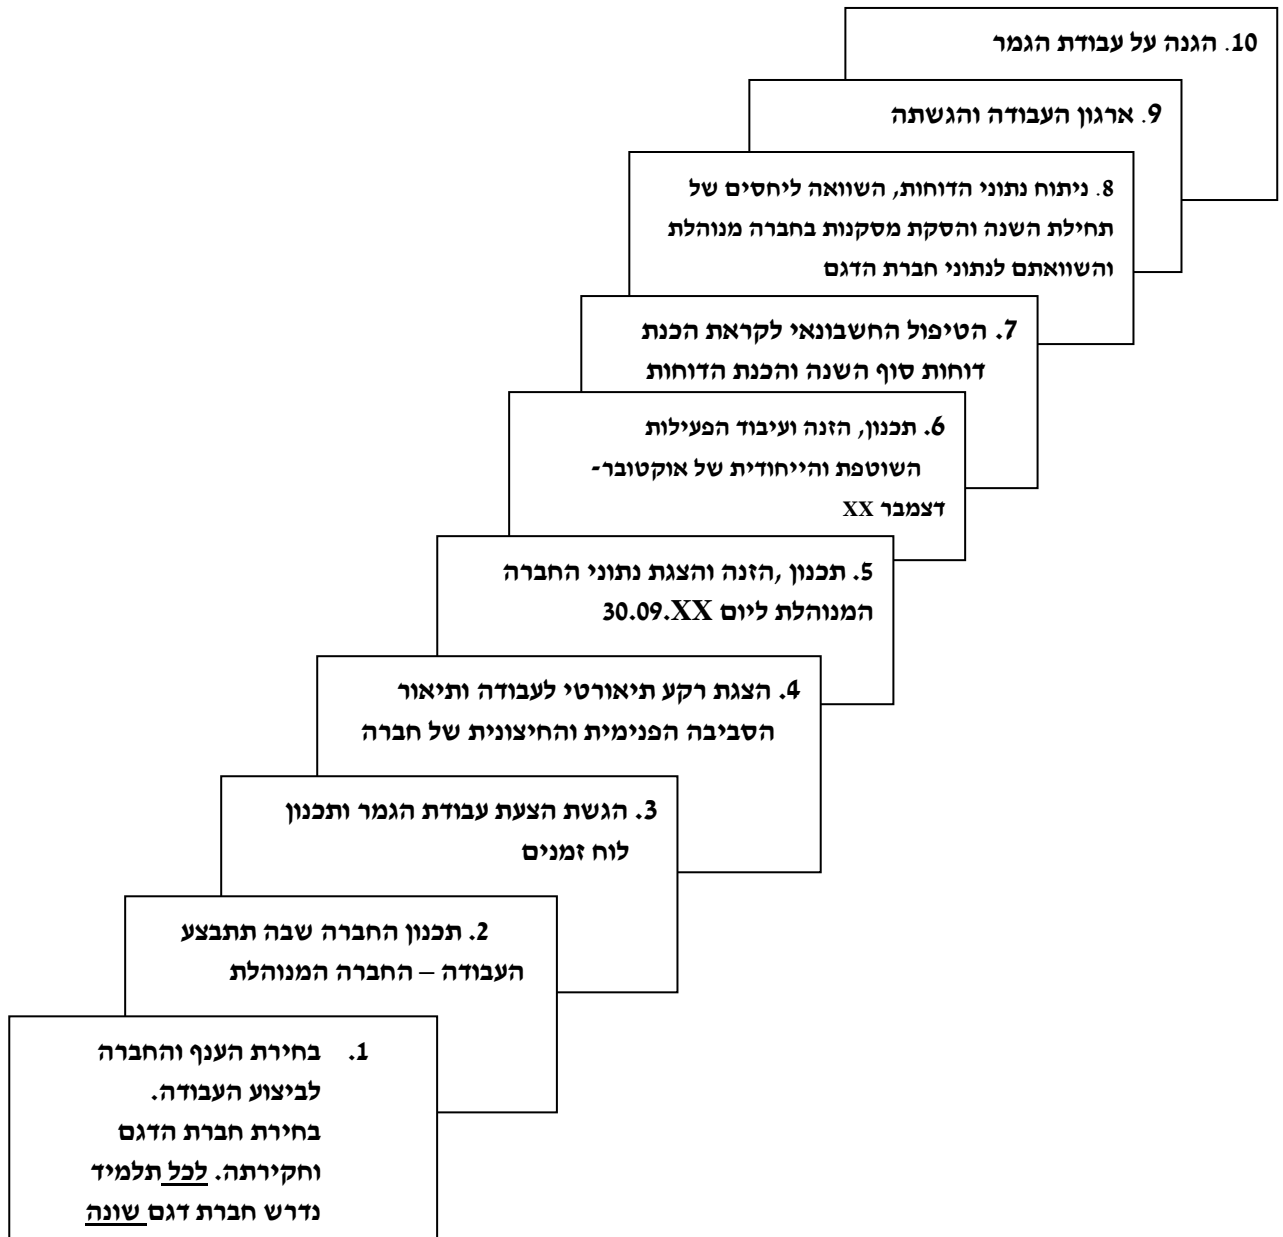 10. הגנה על עבודת הגמר
9. ארגון העבודה והגשתה
8. ניתוח נתוני הדוחות, השוואה ליחסים של
תחילת השנה והסקת מסקנות בחברה מנוהלת
והשוואתם לנתוני חברת הדגם
7. הטיפול החשבונאי לקראת הכנת
דוחות סוף השנה והכנת הדוחות
6. תכנון, הזנה ועיבוד הפעילות
השוטפת והייחודית של אוקטובר-
דצמבר XX
5. תכנון ,הזנה והצגת נתוני החברה
המנוהלת ליום 30.09.XX
4. הצגת רקע תיאורטי לעבודה ותיאור
הסביבה הפנימית והחיצונית של חברה
3. הגשת הצעת עבודת הגמר ותכנון
לוח זמנים
2. תכנון החברה שבה תתבצע
העבודה – החברה המנוהלת
1. בחירת הענף והחברה
לביצוע העבודה.
בחירת חברת הדגם
וחקירתה. לכל תלמיד
נדרש חברת דגם שונה